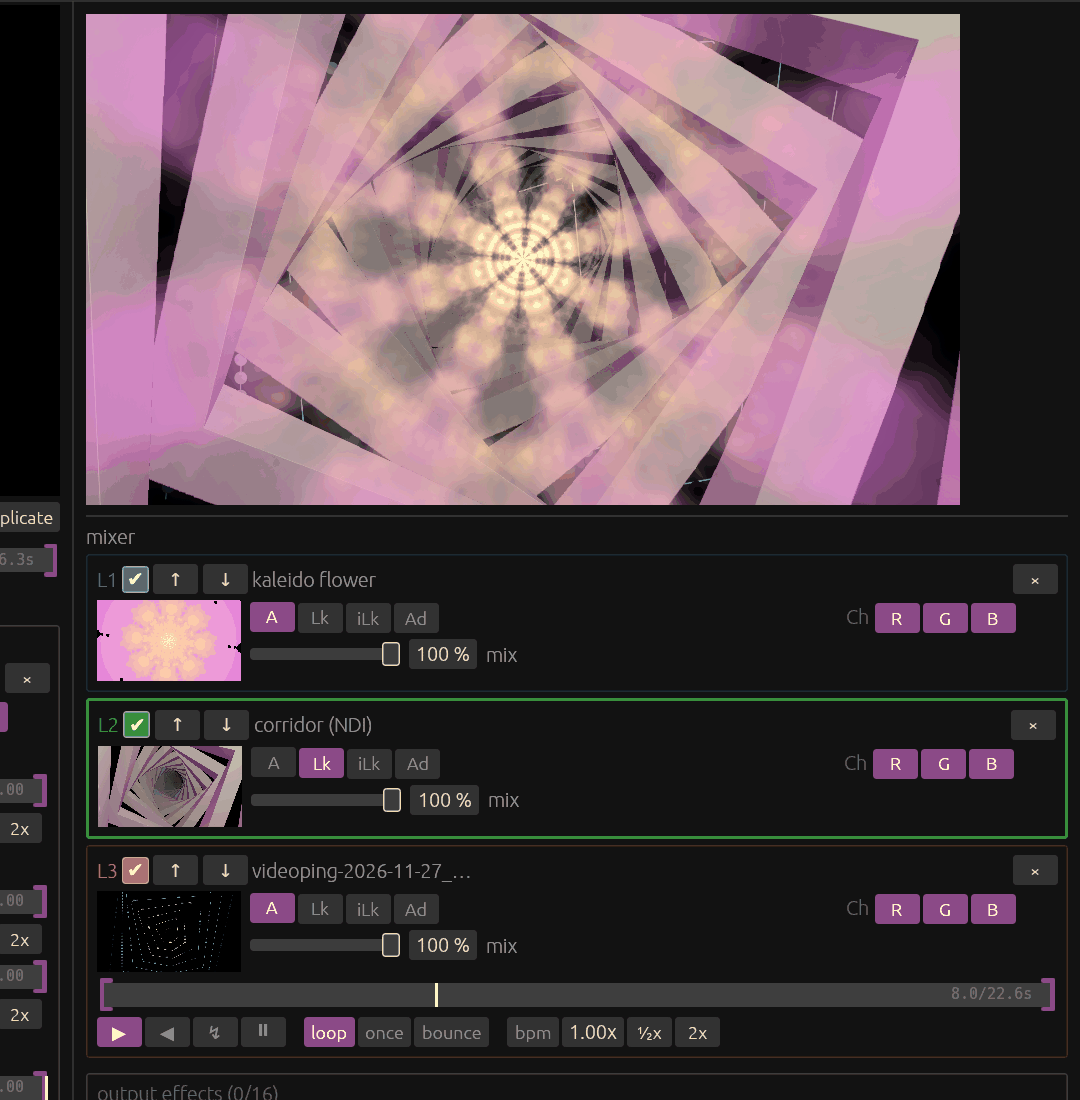 plicate
6.3s
mixer
L1 ✔ ↑ ↓ kaleido flower ×
A Lk iLk Ad Ch R G B
100 % mix
×
L2 ✔ ↑ ↓ corridor (NDI) ×
A Lk iLk Ad Ch R G B
.00
100 % mix
2x
L3 ✔ ↑ ↓ videoping-2026-11-27_… ×
A Lk iLk Ad Ch R G B
.00
100 % mix
2x
.00
8.0/22.6s
2x
loop once bounce bpm 1.00x ½x 2x
.00
output effects (0/16)